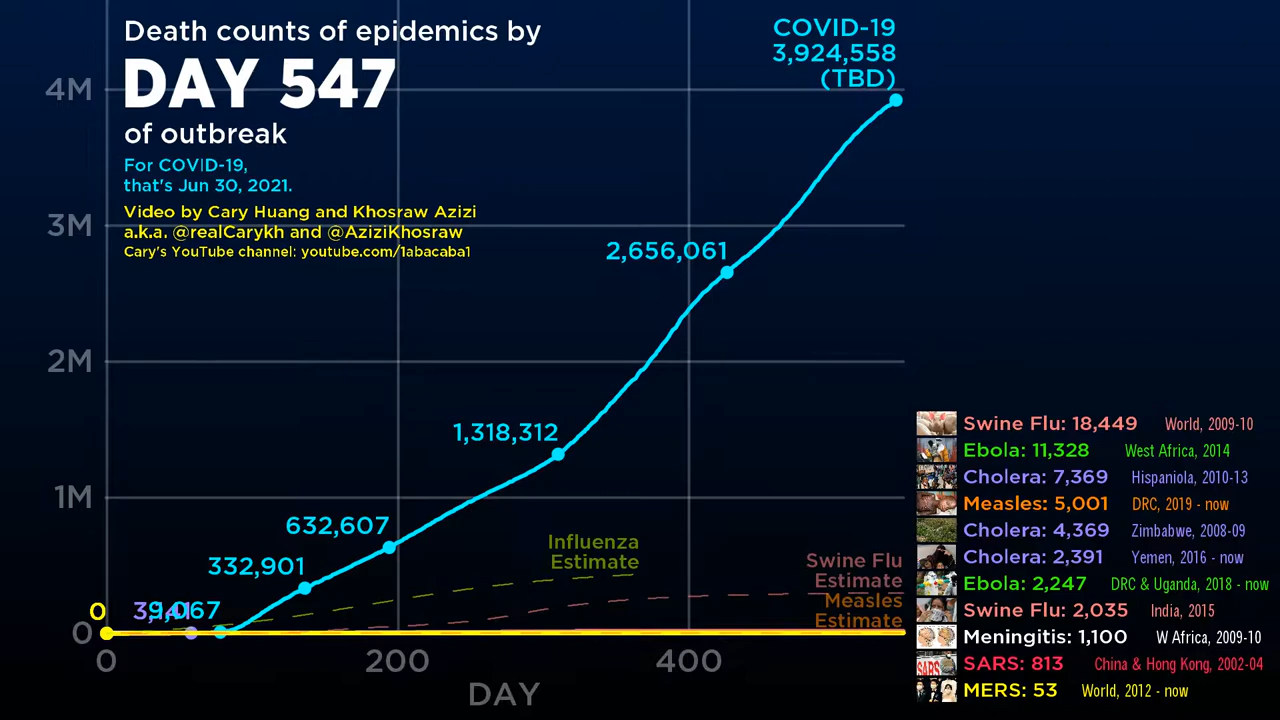 Death counts of epidemics by
DAY 547
of outbreak
For COVID-19,
that's Jun 30, 2021.
Video by Cary Huang and Khosraw Azizi
a.k.a. @realCarykh and @AziziKhosraw
Cary's YouTube channel: youtube.com/1abacaba1
COVID-19
3,924,558
(TBD)
4M
3M
2,656,061
2M
1,318,312
1M
632,607
332,901
Influenza
Estimate
Swine Flu
Estimate
Measles
Estimate
0
9,067
0
0
200
400
DAY
Swine Flu: 18,449 World, 2009-10
Ebola: 11,328 West Africa, 2014
Cholera: 7,369 Hispaniola, 2010-13
Measles: 5,001 DRC, 2019 - now
Cholera: 4,369 Zimbabwe, 2008-09
Cholera: 2,391 Yemen, 2016 - now
Ebola: 2,247 DRC & Uganda, 2018 - now
Swine Flu: 2,035 India, 2015
Meningitis: 1,100 W Africa, 2009-10
SARS
SARS: 813 China & Hong Kong, 2002-04
MERS: 53 World, 2012 - now